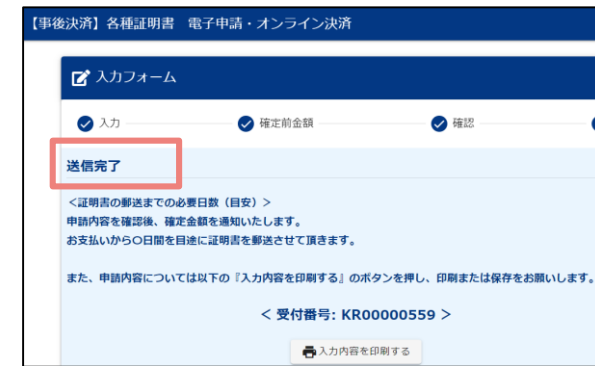 【事後決済】各種証明書 電子申請・オンライン決済
入力フォーム
入力 確定前金額 確認
送信完了
＜証明書の郵送までの必要日数（目安）＞
申請内容を確認後、確定金額を通知いたします。
お支払いから〇日間を目途に証明書を郵送させて頂きます。
また、申請内容については以下の『入力内容を印刷する』のボタンを押し、印刷または保存をお願いします。
＜ 受付番号: KR00000559 ＞
入力内容を印刷する